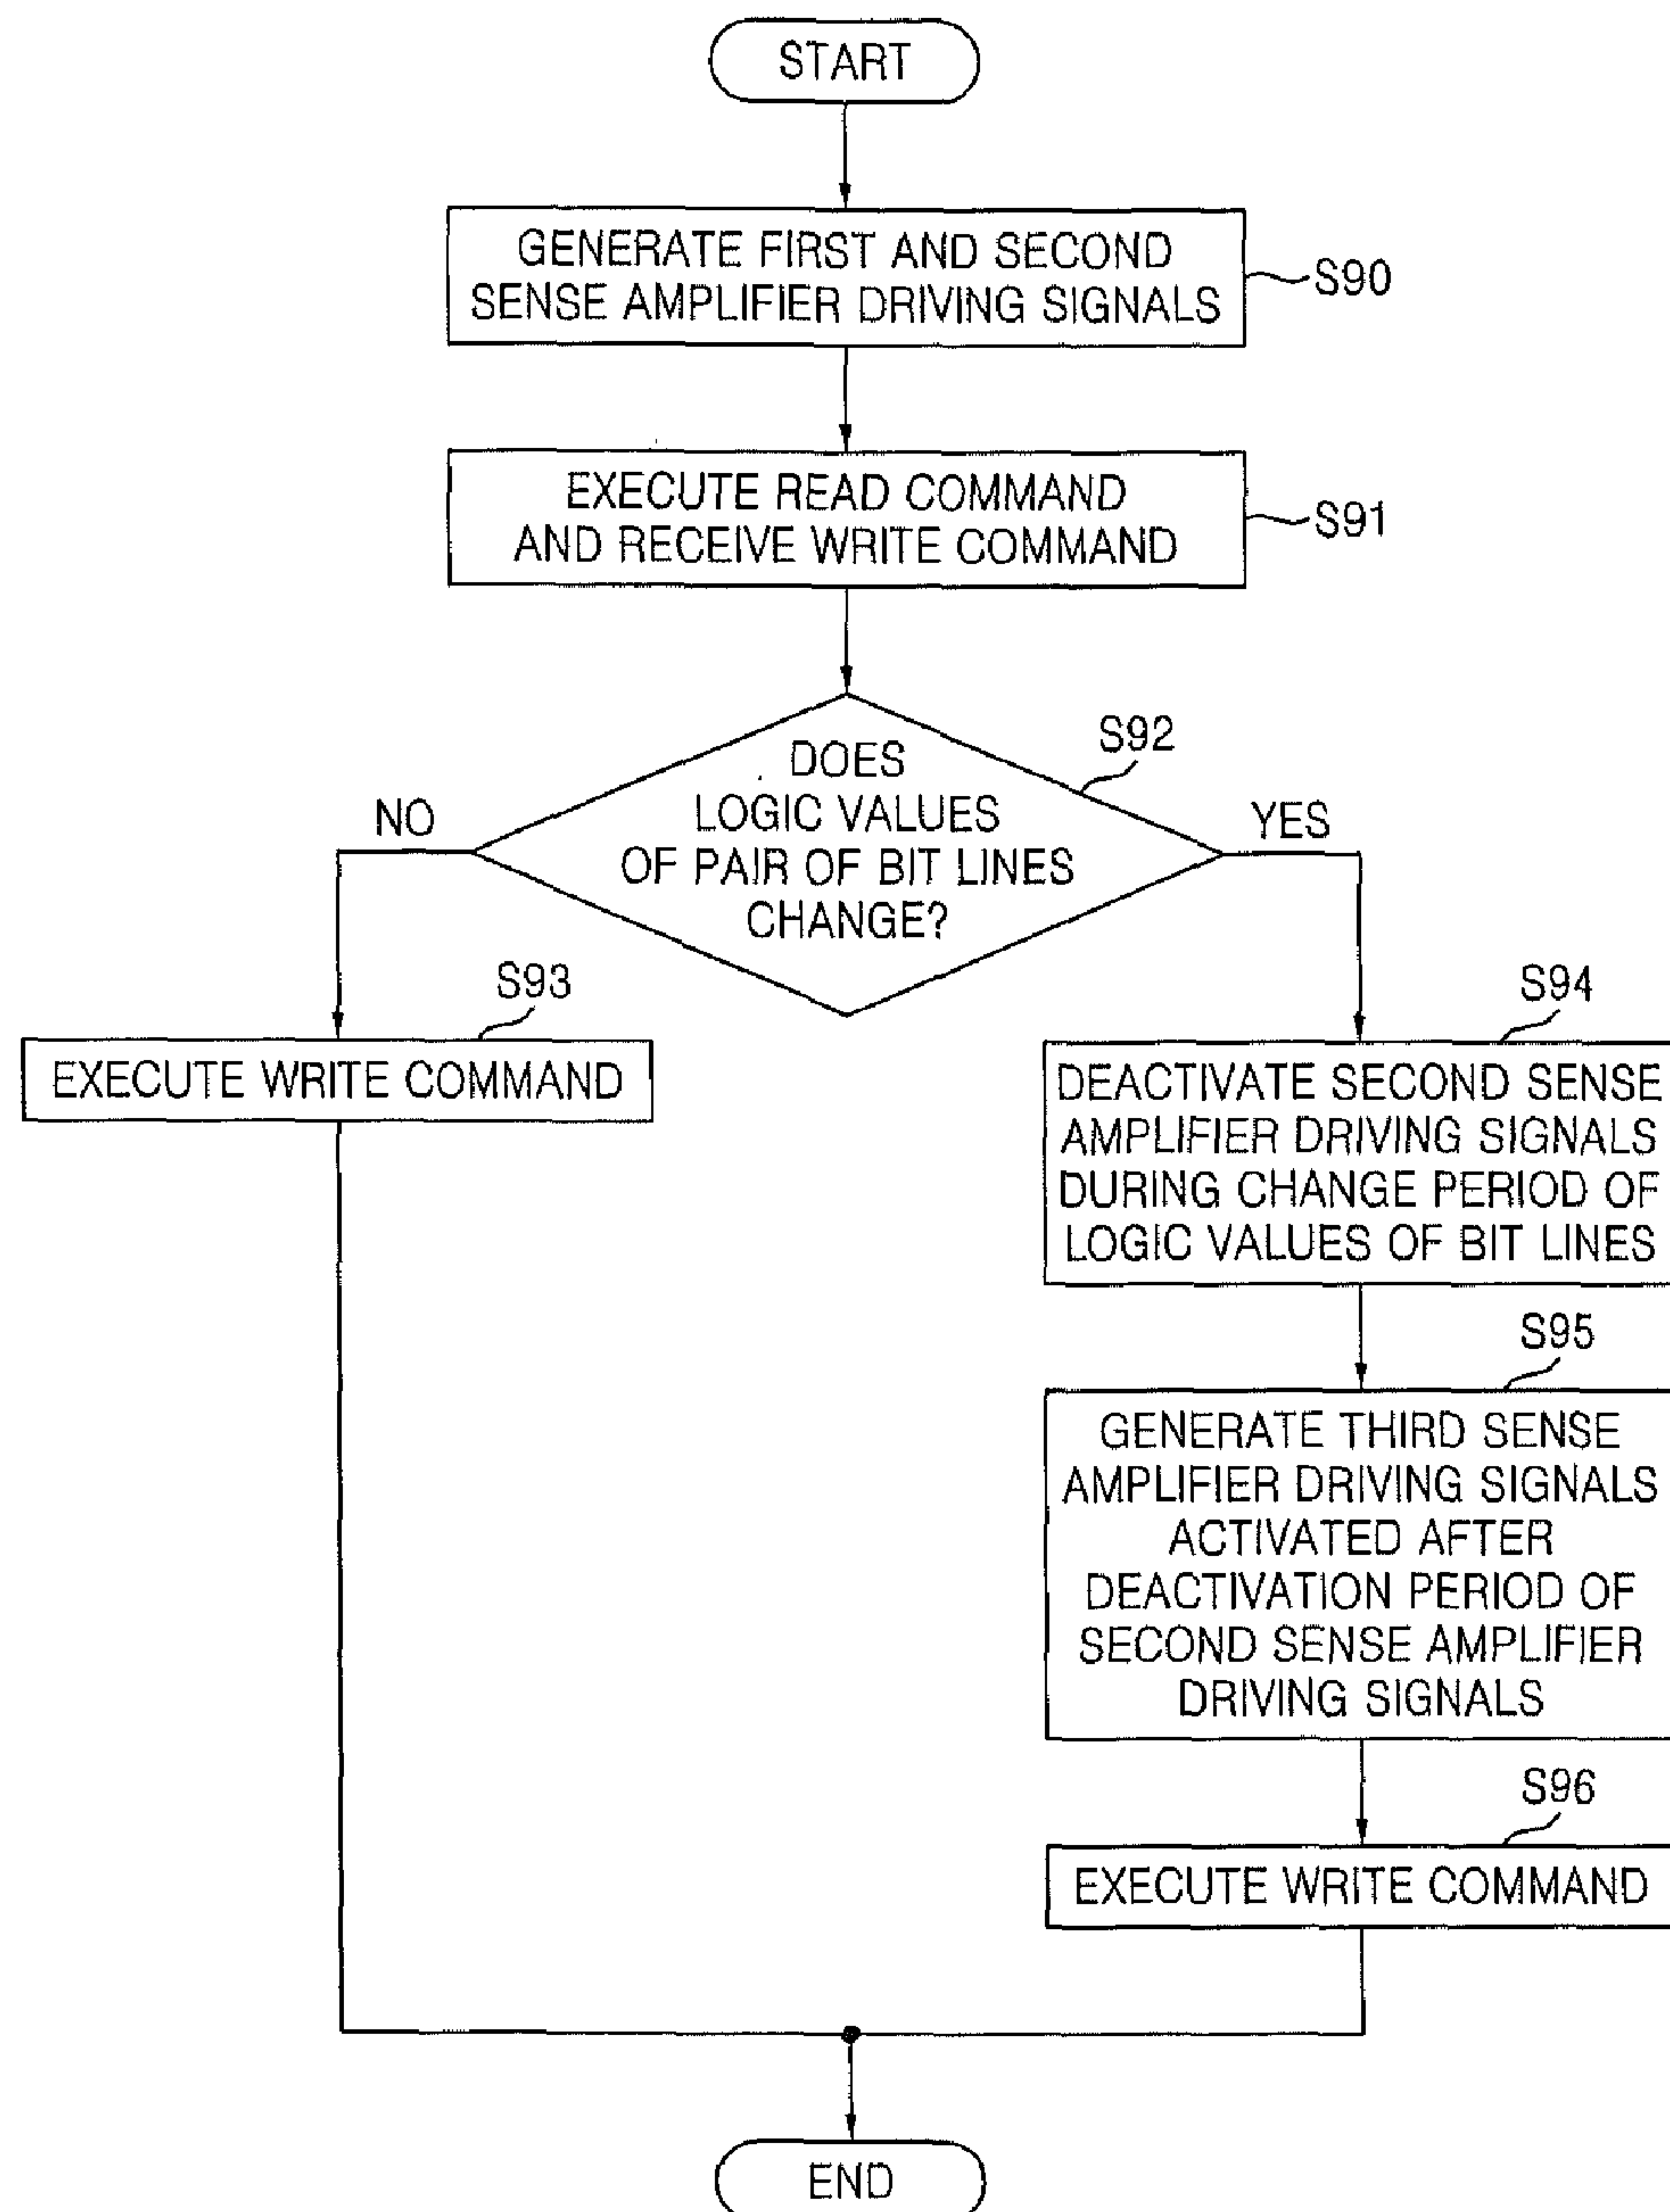 START
GENERATE FIRST AND SECOND
SENSE AMPLIFIER DRIVING SIGNALS
S90
EXECUTE READ COMMAND
AND RECEIVE WRITE COMMAND
S91
DOES
LOGIC VALUES
OF PAIR OF BIT LINES
CHANGE?
S92
NO
YES
S93
EXECUTE WRITE COMMAND
S94
DEACTIVATE SECOND SENSE
AMPLIFIER DRIVING SIGNALS
DURING CHANGE PERIOD OF
LOGIC VALUES OF BIT LINES
S95
GENERATE THIRD SENSE
AMPLIFIER DRIVING SIGNALS
ACTIVATED AFTER
DEACTIVATION PERIOD OF
SECOND SENSE AMPLIFIER
DRIVING SIGNALS
S96
EXECUTE WRITE COMMAND
END